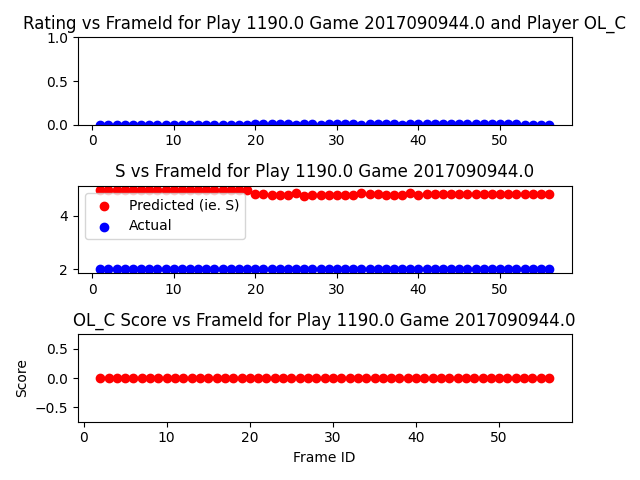 Rating vs FrameId for Play 1190.0 Game 2017090944.0 and Player OL_C
1.0
0.5
0.0
0 10 20 30 40 50
S vs FrameId for Play 1190.0 Game 2017090944.0
4
2
Predicted (ie. S)
Actual
0 10 20 30 40 50
OL_C Score vs FrameId for Play 1190.0 Game 2017090944.0
Score
0.5
0.0
−0.5
0 10 20 30 40 50
Frame ID